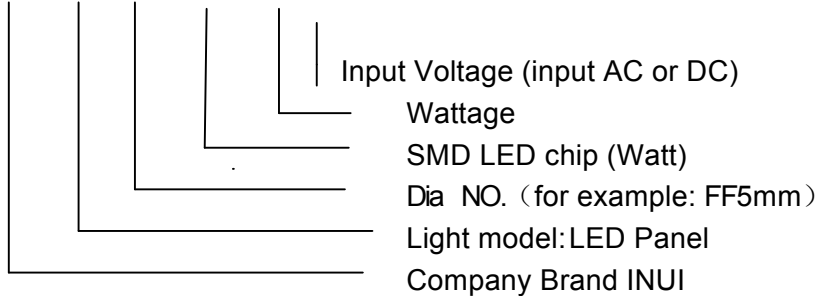 Input Voltage (input AC or DC)
Wattage
SMD LED chip (Watt)
Dia NO.（for example: FF5mm）
Light model:LED Panel
Company Brand INUI